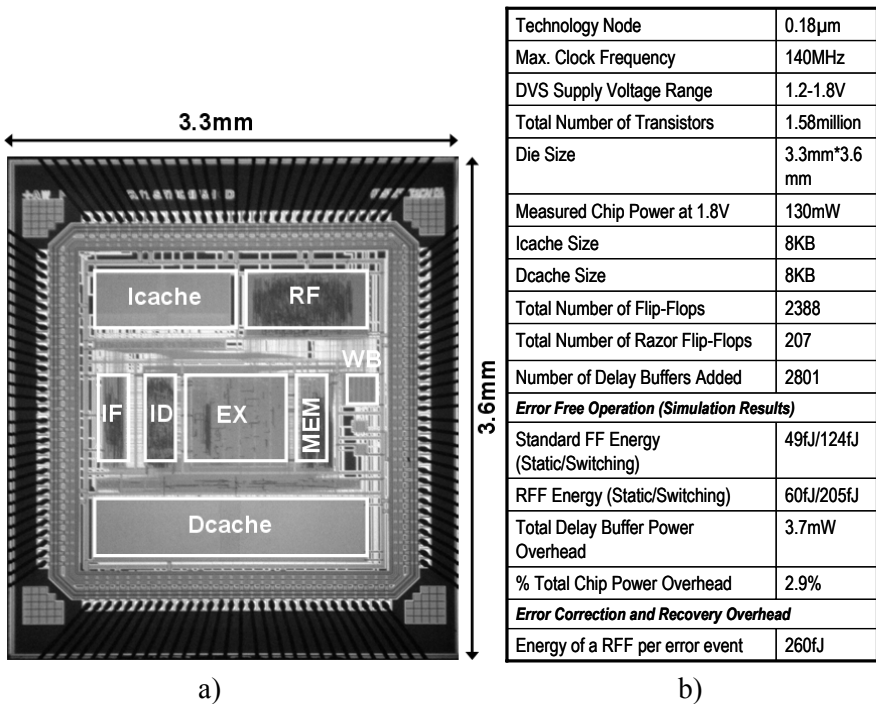 3.3mm
3.6mm
Icache
RF
WB
IF
ID
EX
MEM
Dcache
a)
Technology Node 0.18µm
Max. Clock Frequency 140MHz
DVS Supply Voltage Range 1.2-1.8V
Total Number of Transistors 1.58million
Die Size 3.3mm*3.6
mm
Measured Chip Power at 1.8V 130mW
Icache Size 8KB
Dcache Size 8KB
Total Number of Flip-Flops 2388
Total Number of Razor Flip-Flops 207
Number of Delay Buffers Added 2801
Error Free Operation (Simulation Results)
Standard FF Energy 49fJ/124fJ
(Static/Switching)
RFF Energy (Static/Switching) 60fJ/205fJ
Total Delay Buffer Power 3.7mW
Overhead
% Total Chip Power Overhead 2.9%
Error Correction and Recovery Overhead
Energy of a RFF per error event 260fJ
b)